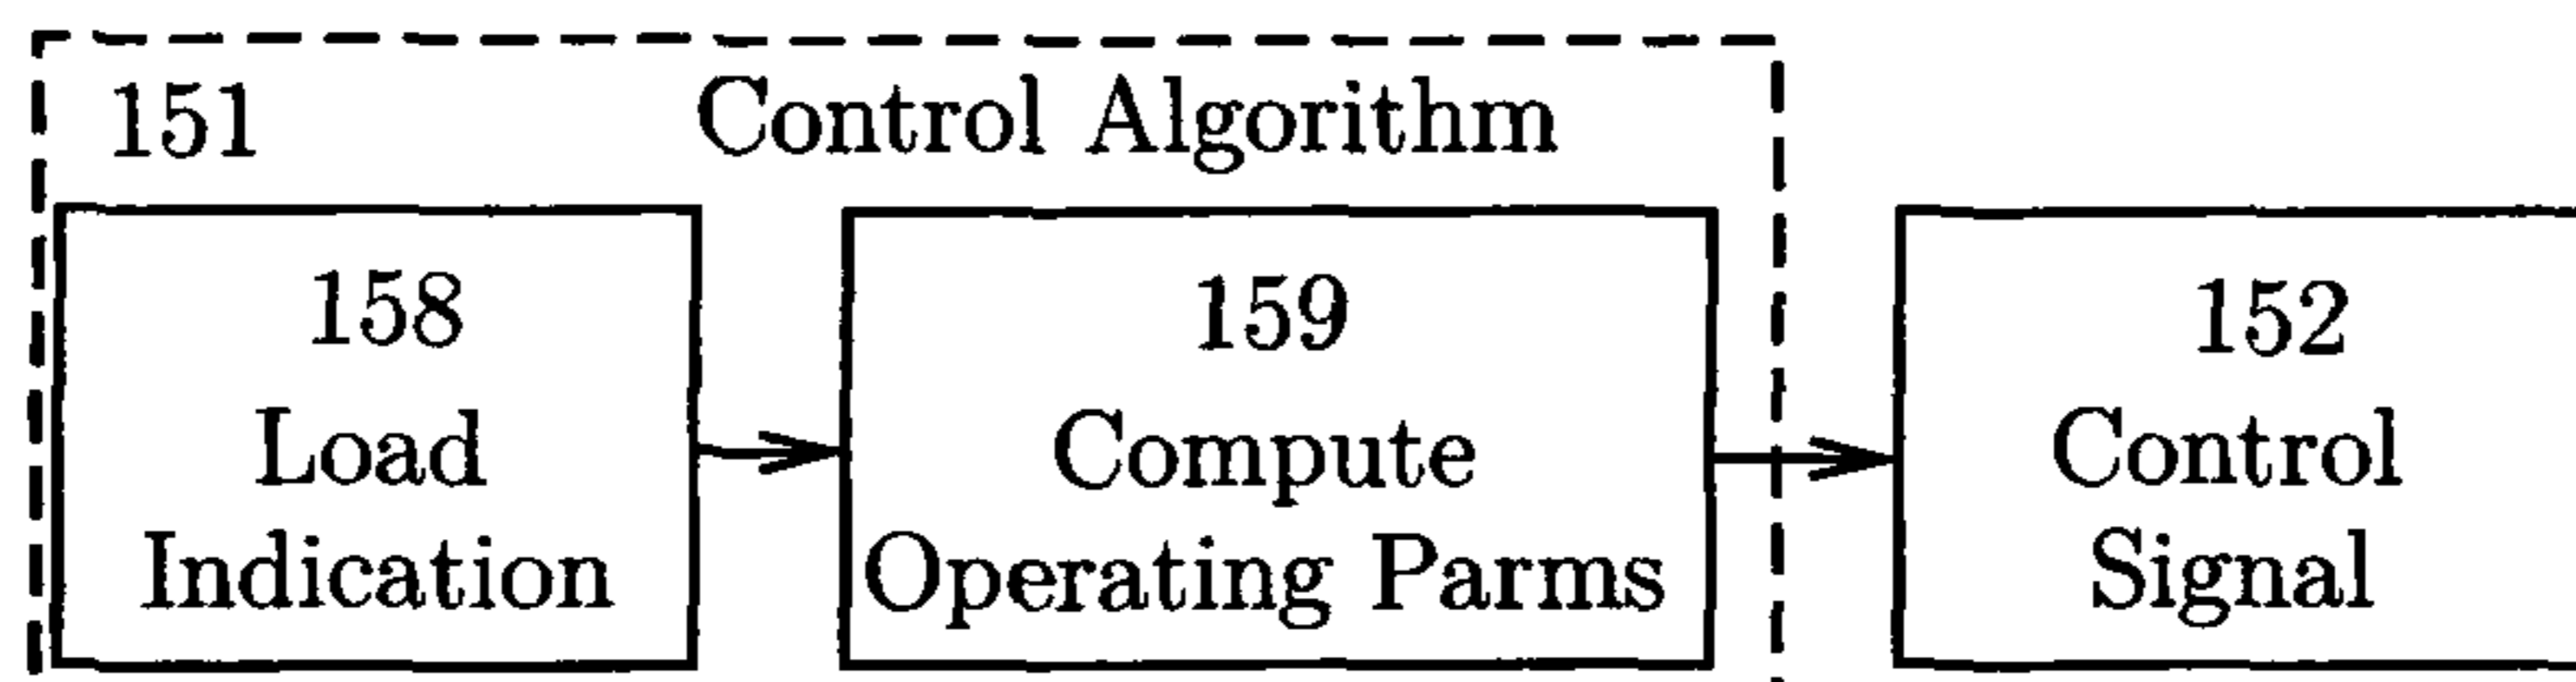 151 Control Algorithm
158
Load
Indication
159
Compute
Operating Parms
152
Control
Signal